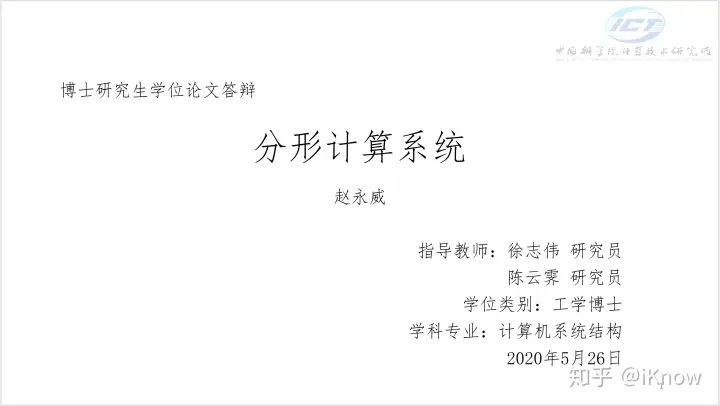 ICT
中国科学院计算技术研究所
博士研究生学位论文答辩
分形计算系统
赵永威
指导教师：徐志伟 研究员
陈云霁 研究员
学位类别：工学博士
学科专业：计算机系统结构
2020年5月26日
知乎 @iKnow
1